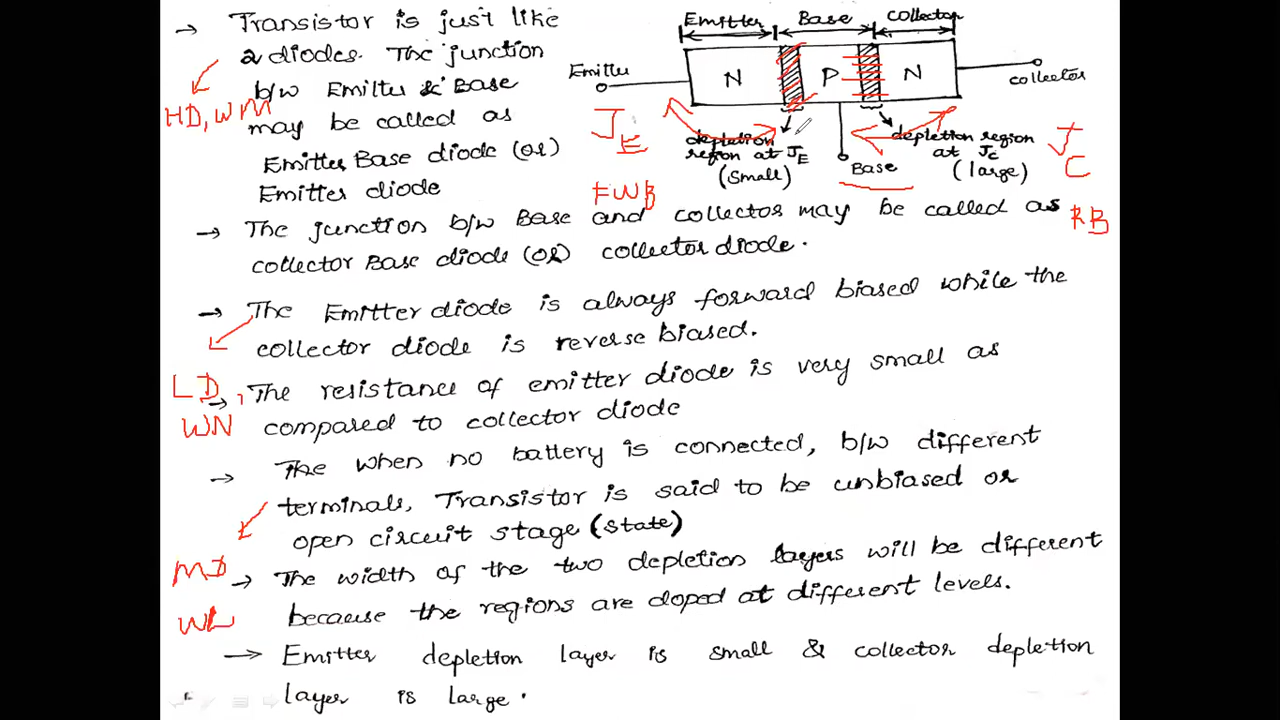 → Transistor is just like
2 diodes. The junction
b/w Emitter & Base
HD, WM
may be called as
Emitter Base diode (or)
Emitter diode
Emitter Base Collector
Emitter N P N collector
JE
depletion region at JE (small)
Base
depletion region at Jc (large)
JC
FWB
RB
→ The junction b/w Base and collector may be called as
collector Base diode (or) collector diode.
→ The Emitter diode is always forward biased while the
collector diode is reverse biased.
LD,
WN
→ The resistance of emitter diode is very small as
compared to collector diode
→ The when no battery is connected, b/w different
terminals, Transistor is said to be unbiased or
open circuit stage (state)
MD
WL
→ The width of the two depletion layers will be different
because the regions are doped at different levels.
→ Emitter depletion layer is small & collector depletion
layer is large.